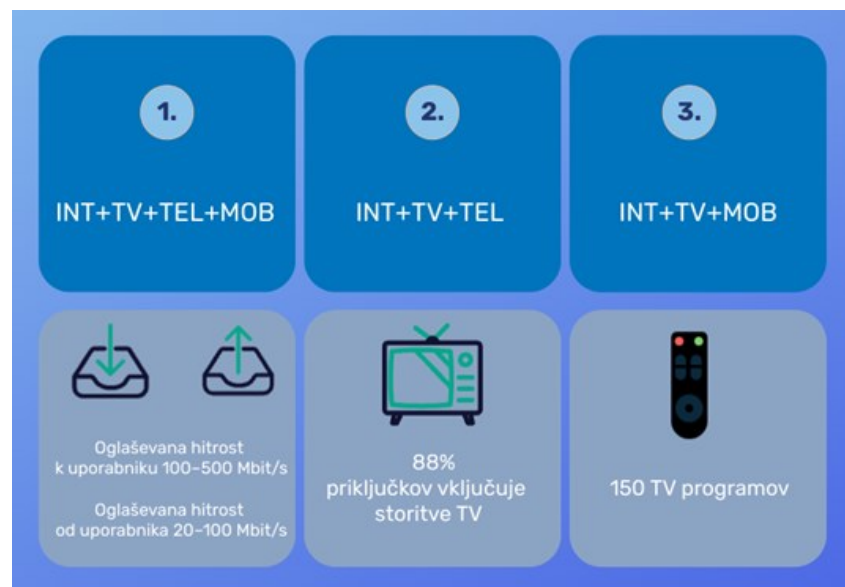 1.
INT+TV+TEL+MOB
2.
INT+TV+TEL
3.
INT+TV+MOB
Oglaševana hitrost
k uporabniku 100–500 Mbit/s
Oglaševana hitrost
od uporabnika 20–100 Mbit/s
88%
priključkov vključuje
storitve TV
150 TV programov